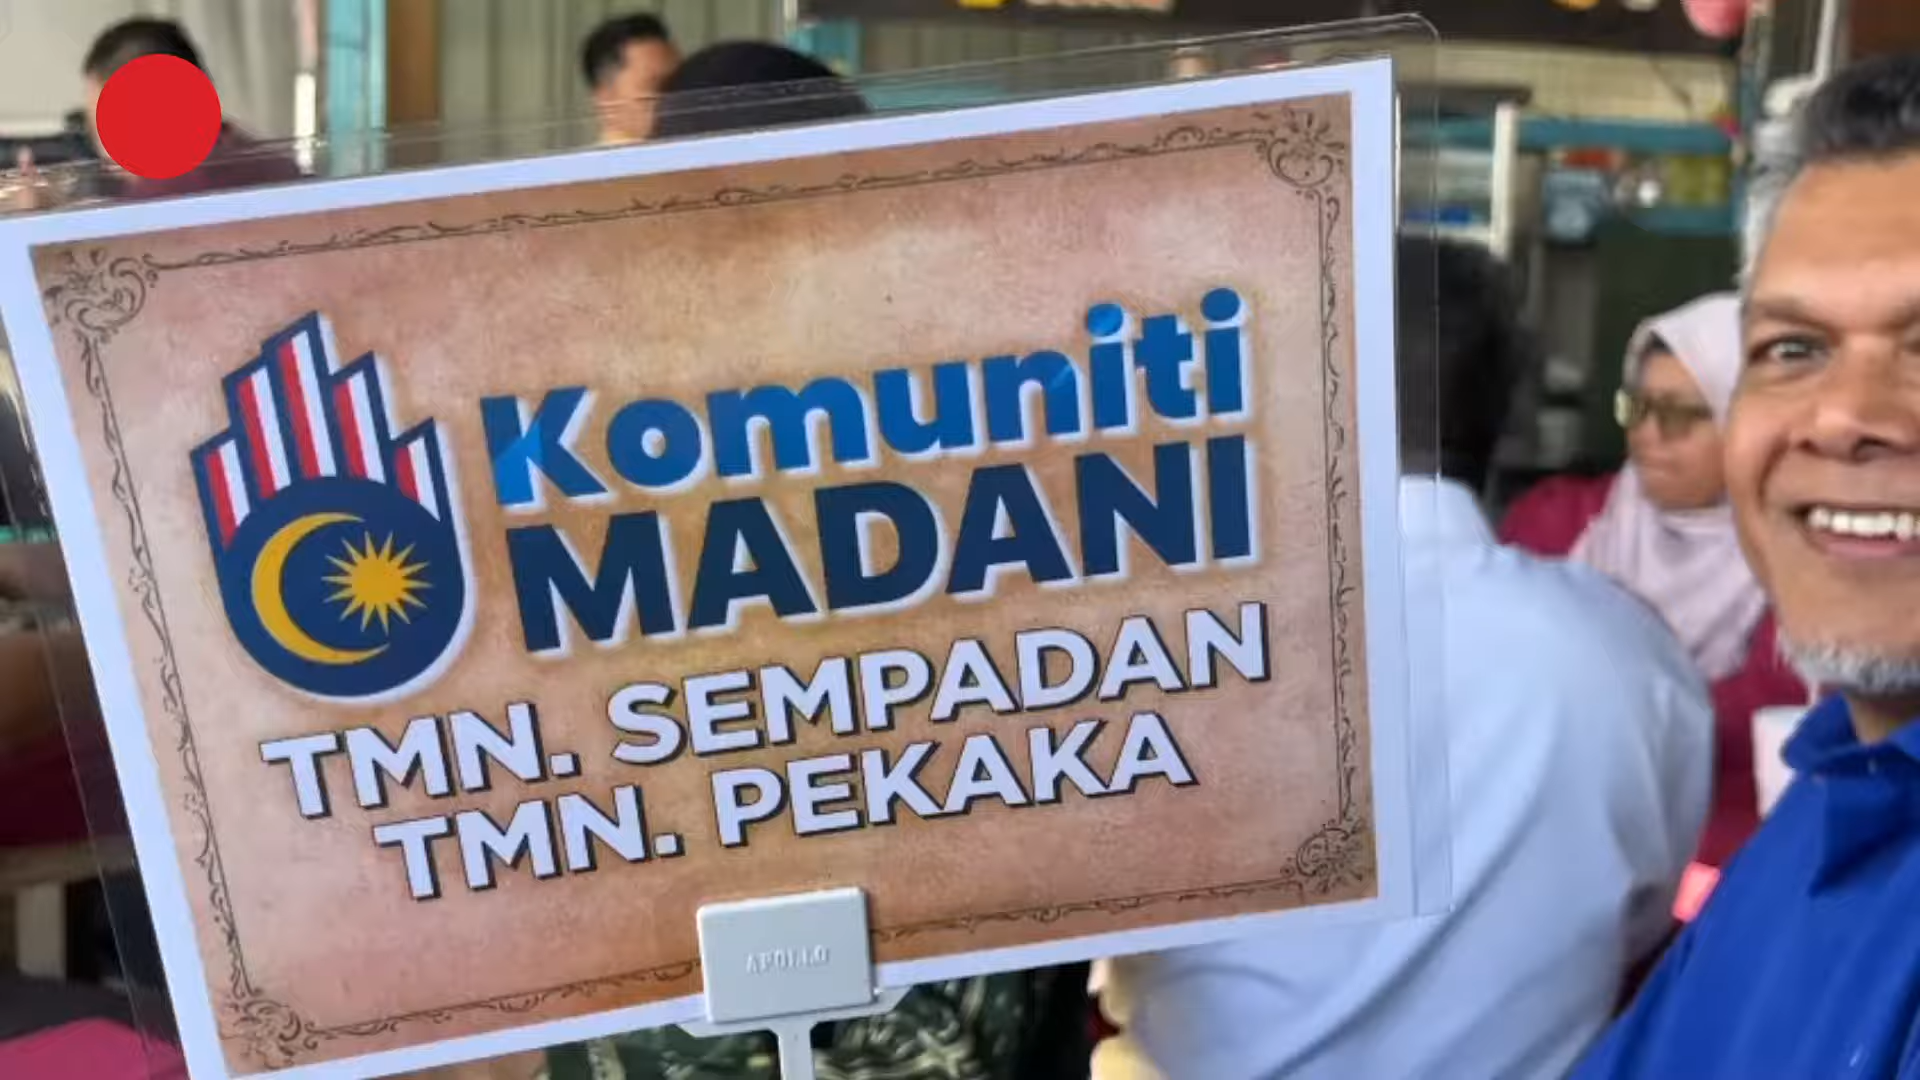 Komuniti
MADANI
TMN. SEMPADAN
TMN. PEKAKA
APOLLO